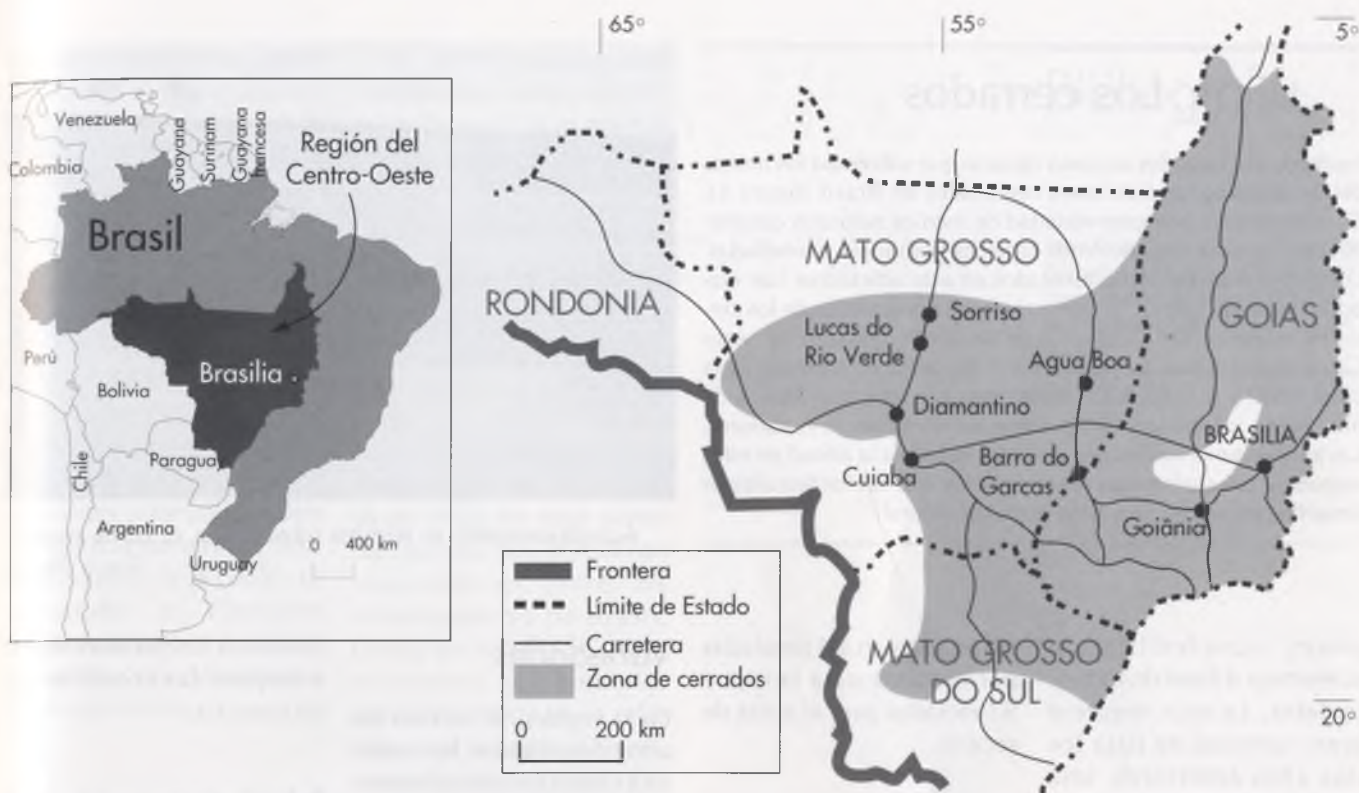 65°
55°
5°
Los cerrados
Venezuela
Colombia
Guayana
Surinam
Guayana
francesa
Región del
Centro-Oeste
Brasil
Perú
Brasilia
Bolivia
Paraguay
Chile
Argentina
Uruguay
0 400 km
MATO GROSSO
RONDONIA
GOIAS
Lucas do
Rio Verde
Sorriso
Agua Boa
Diamantino
BRASILIA
Cuiaba
Barra do
Garcas
Goiânia
MATO GROSSO
DO SUL
20°
Frontera
Límite de Estado
Carretera
Zona de cerrados
0 200 km